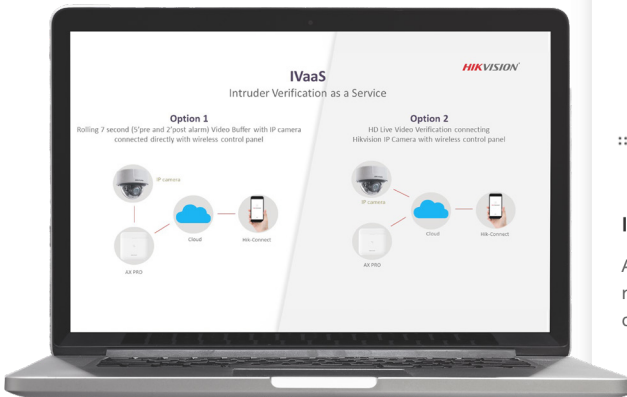 HIKVISION
IVaaS
Intruder Verification as a Service
Option 1
Rolling 7 second (5'pre and 2'post alarm) Video Buffer with IP camera
connected directly with wireless control panel
IP camera
Cloud
Hik-Connect
AX PRO
Option 2
HD Live Video Verification connecting
Hikvision IP Camera with wireless control panel
IP camera
Cloud
Hik-Connect
AX PRO